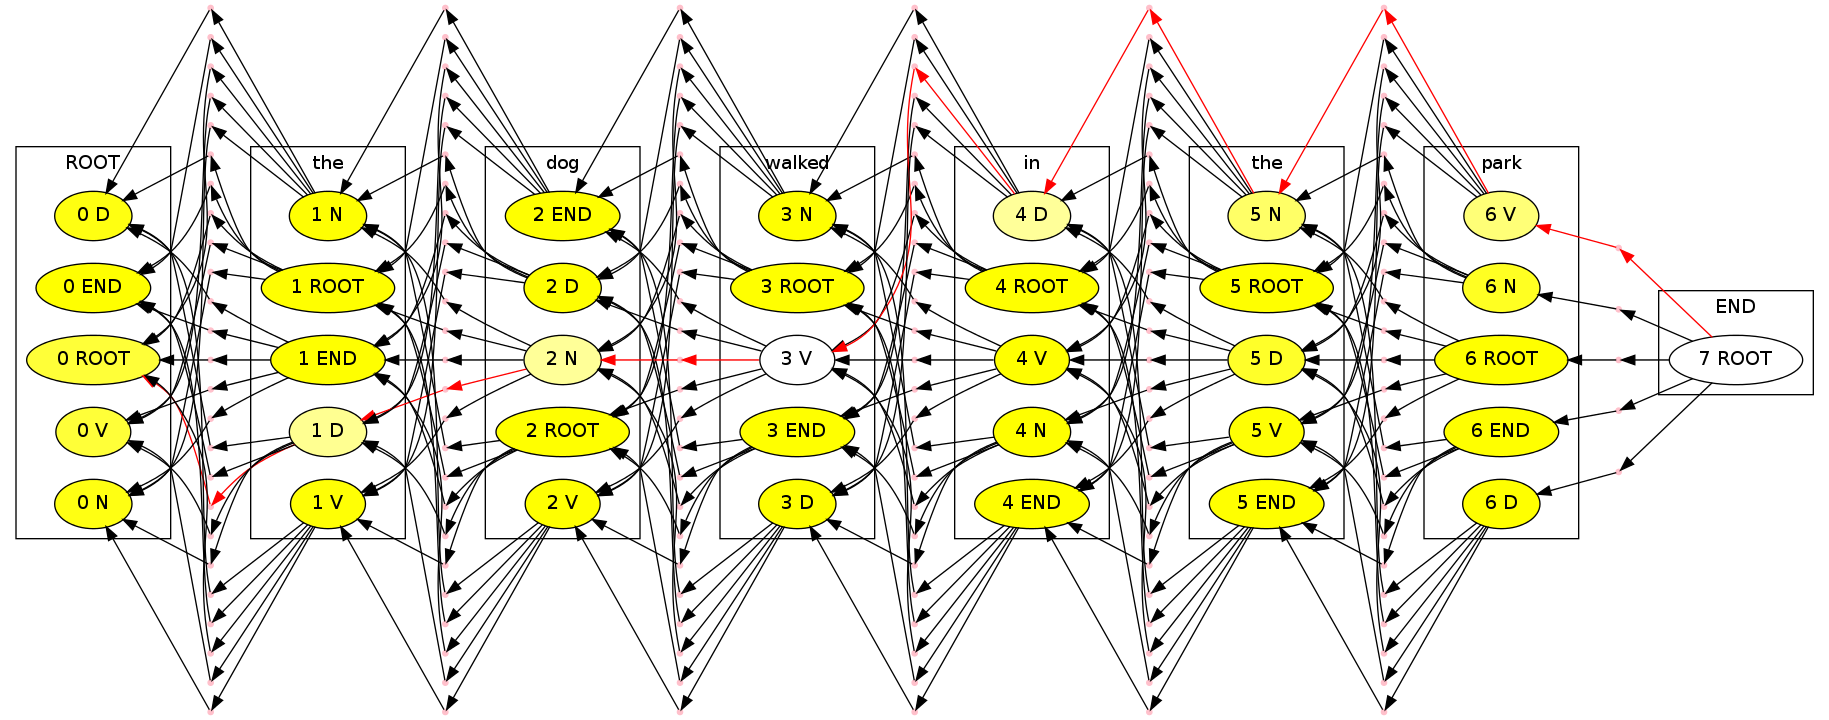 ROOT
0 D
0 END
0 ROOT
0 V
0 N
the
1 N
1 ROOT
1 END
1 D
1 V
dog
2 END
2 D
2 N
2 ROOT
2 V
walked
3 N
3 ROOT
3 V
3 END
3 D
in
4 D
4 ROOT
4 V
4 N
4 END
the
5 N
5 ROOT
5 D
5 V
5 END
park
6 V
6 N
6 ROOT
6 END
6 D
END
7 ROOT